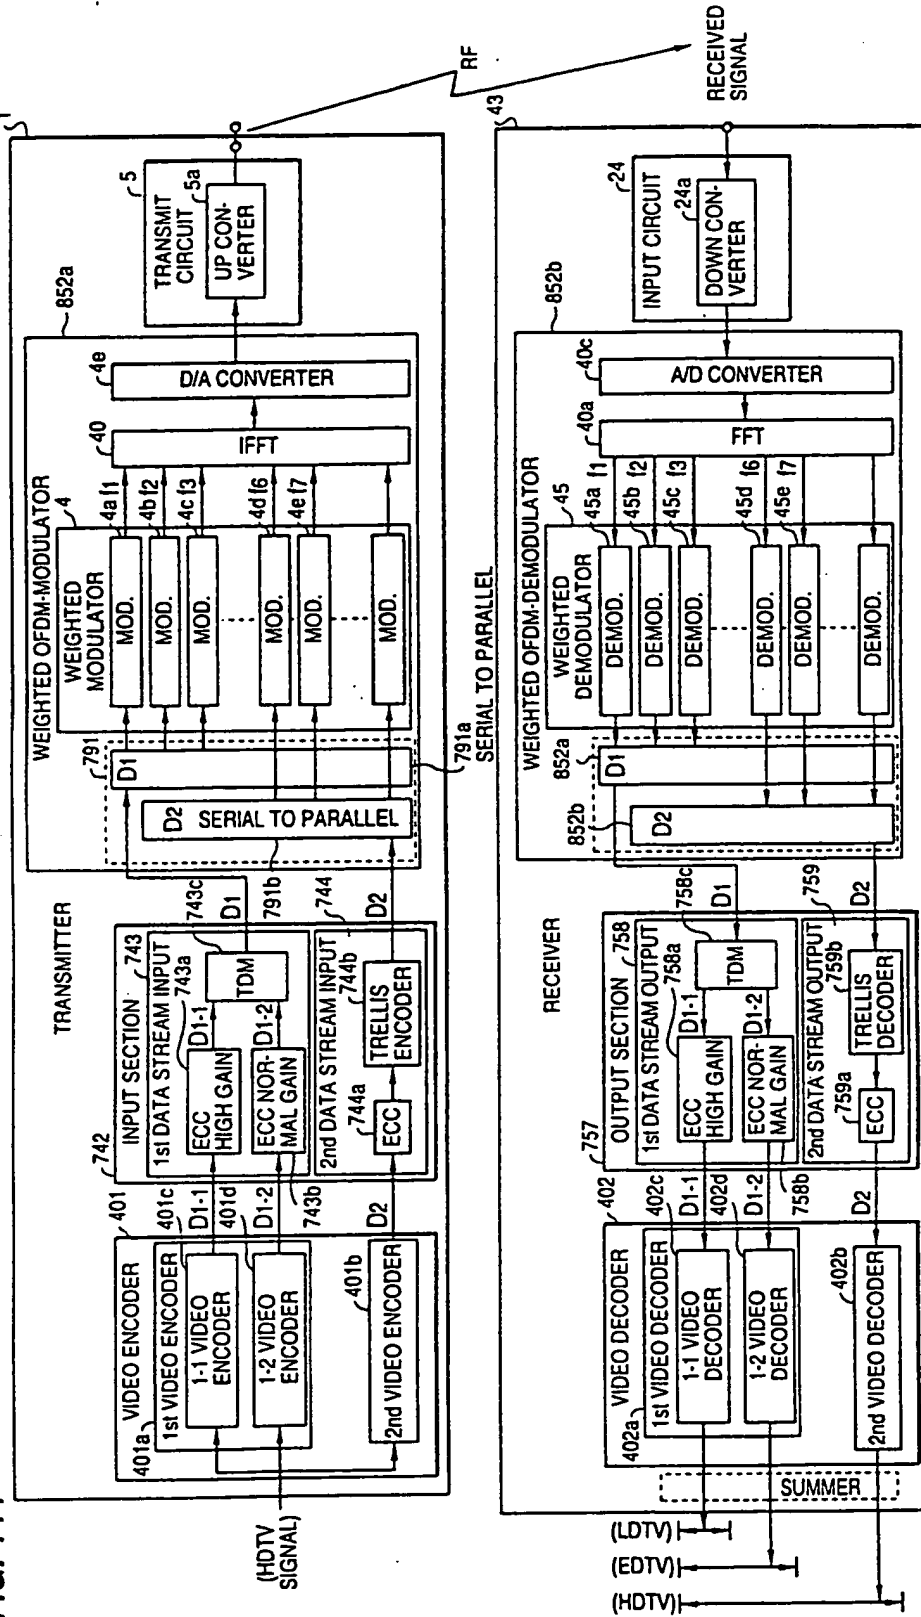 1
TRANSMITTER
(HDTV
SIGNAL)
401
VIDEO ENCODER
401a
1st VIDEO ENCODER
401c
1-1 VIDEO
ENCODER
401d
1-2 VIDEO
ENCODER
401b
2nd VIDEO ENCODER
D1-1
D1-2
D2
742
INPUT SECTION
743
1st DATA STREAM INPUT
743a
ECC
HIGH GAIN
743b
ECC NOR-
MAL GAIN
D1-1
D1-2
743c
TDM
744
2nd DATA STREAM INPUT
744a
ECC
744b
TRELLIS
ENCODER
D1
D2
852a
WEIGHTED OFDM-MODULATOR
791
D1
791b
D2
SERIAL TO PARALLEL
791a
SERIAL TO PARALLEL
4
WEIGHTED
MODULATOR
MOD.
MOD.
MOD.
MOD.
MOD.
MOD.
4a f1
4b f2
4c f3
4d f6
4e f7
40
IFFT
4e
D/A CONVERTER
5
TRANSMIT
CIRCUIT
5a
UP CON-
VERTER
RF
RECEIVED
SIGNAL
43
RECEIVER
24
INPUT CIRCUIT
24a
DOWN CON-
VERTER
852b
WEIGHTED OFDM-DEMODULATOR
40c
A/D CONVERTER
40a
FFT
45
WEIGHTED
DEMODULATOR
45a f1
45b f2
45c f3
45d f6
45e f7
DEMOD.
DEMOD.
DEMOD.
DEMOD.
DEMOD.
DEMOD.
852a
D1
852b
D2
D1
D2
757
OUTPUT SECTION
758
1st DATA STREAM OUTPUT
758a
ECC
HIGH GAIN
758b
ECC NOR-
MAL GAIN
D1-1
D1-2
758c
TDM
759
2nd DATA STREAM OUTPUT
759a
ECC
759b
TRELLIS
DECODER
D1-1
D1-2
D2
402
VIDEO DECODER
402a
1st VIDEO DECODER
402c
1-1 VIDEO
DECODER
402d
1-2 VIDEO
DECODER
402b
2nd VIDEO DECODER
SUMMER
(LDTV)
(EDTV)
(HDTV)